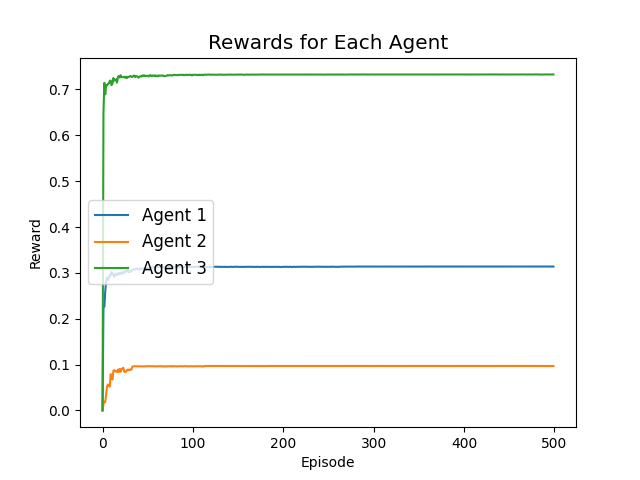 Rewards for Each Agent
Reward
0.7
0.6
0.5
0.4
0.3
0.2
0.1
0.0
Agent 1
Agent 2
Agent 3
0 100 200 300 400 500
Episode